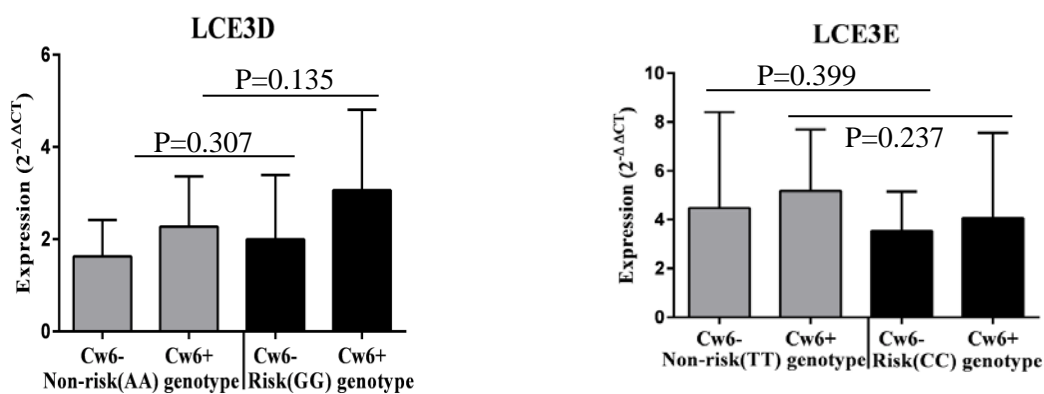 LCE3D
Expression (2-ΔΔCT)
6
4
2
0
P=0.135
P=0.307
Cw6- Cw6+ Cw6- Cw6+
Non-risk(AA) genotype Risk(GG) genotype
LCE3E
Expression (2-ΔΔCT)
10
8
6
4
2
0
P=0.399
P=0.237
Cw6- Cw6+ Cw6- Cw6+
Non-risk(TT) genotype Risk(CC) genotype